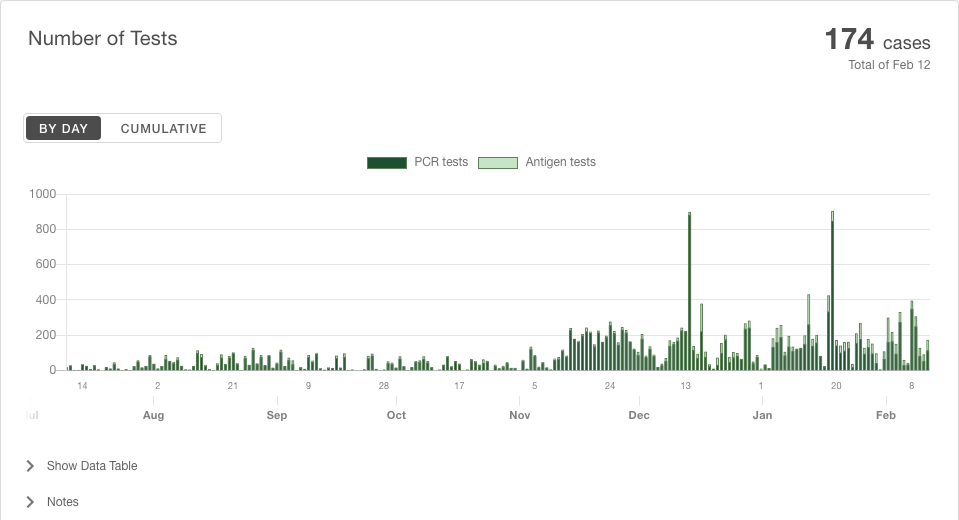 Number of Tests
174 cases
Total of Feb 12
BY DAY
CUMULATIVE
PCR tests
Antigen tests
1000
800
600
400
200
0
14 2 21 9 28 17 5 24 13 1 20 8
Jul Aug Sep Oct Nov Dec Jan Feb
Show Data Table
Notes